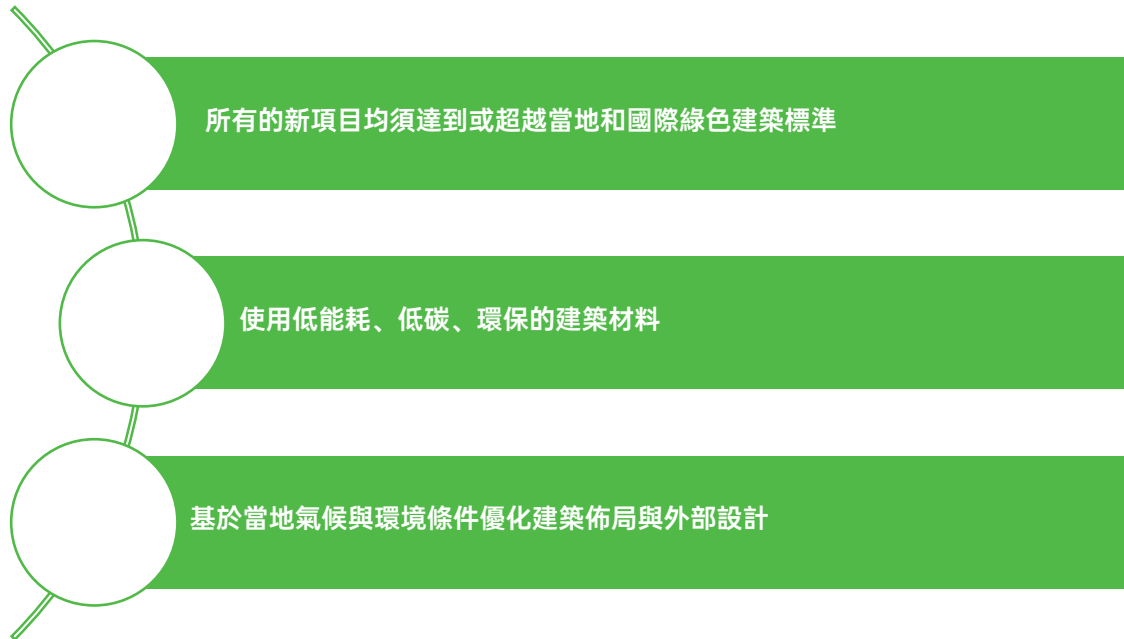 所有的新項目均須達到或超越當地和國際綠色建築標準
使用低能耗、低碳、環保的建築材料
基於當地氣候與環境條件優化建築佈局與外部設計